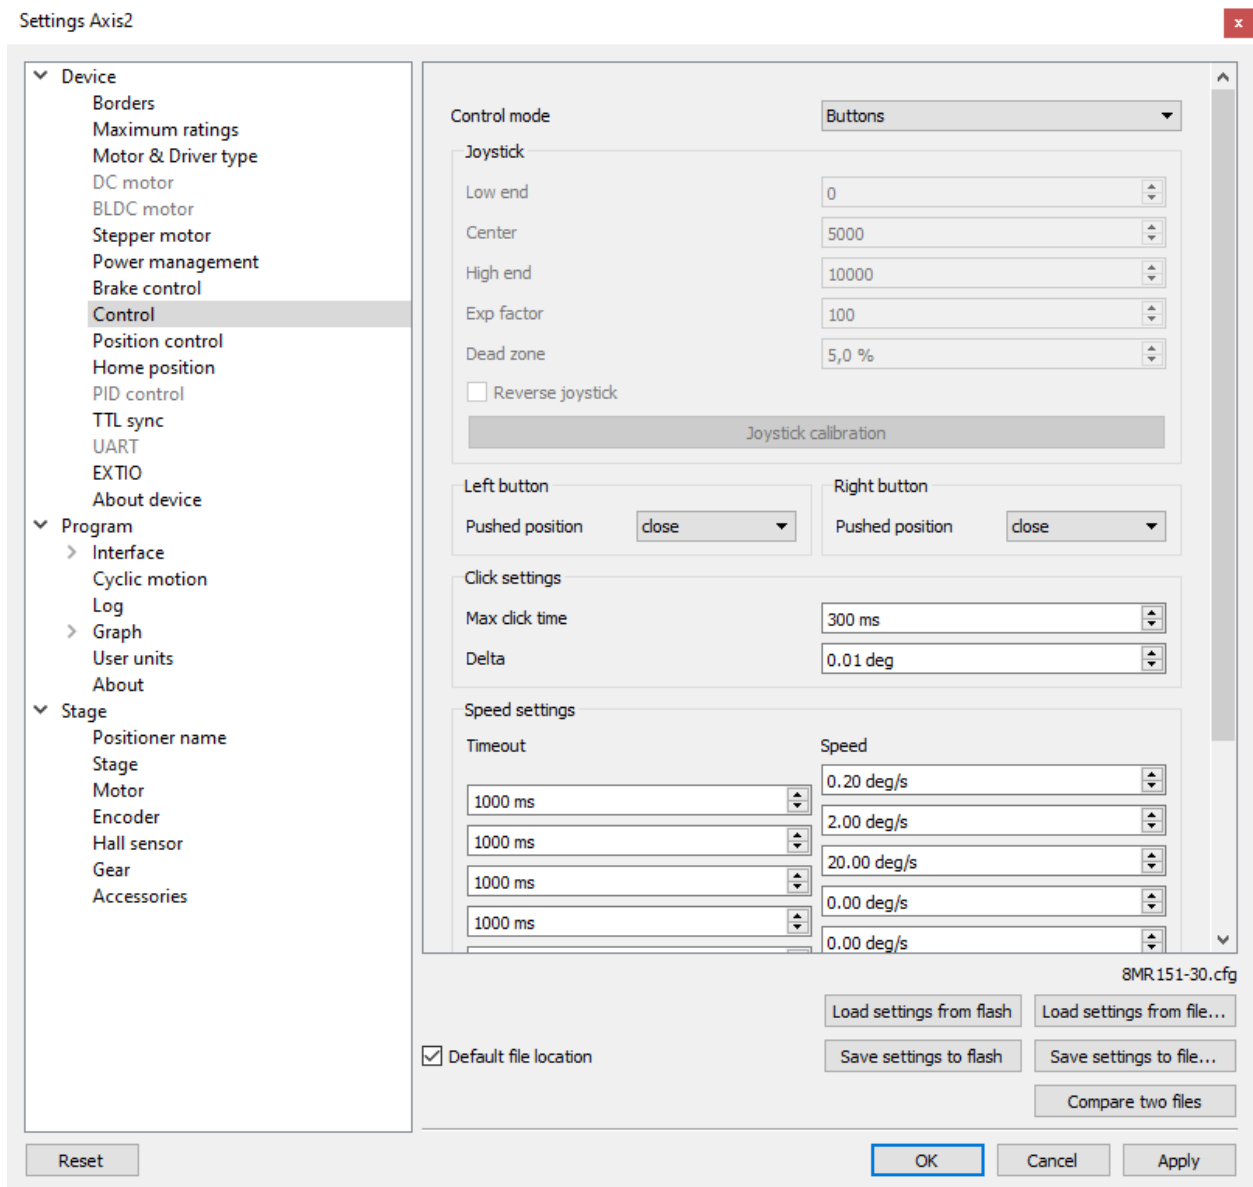 Settings Axis2
x
Device
Borders
Maximum ratings
Motor & Driver type
DC motor
BLDC motor
Stepper motor
Power management
Brake control
Control
Position control
Home position
PID control
TTL sync
UART
EXTIO
About device
Program
Interface
Cyclic motion
Log
Graph
User units
About
Stage
Positioner name
Stage
Motor
Encoder
Hall sensor
Gear
Accessories
Control mode Buttons
Joystick
Low end 0
Center 5000
High end 10000
Exp factor 100
Dead zone 5,0 %
Reverse joystick
Joystick calibration
Left button Right button
Pushed position close Pushed position close
Click settings
Max click time 300 ms
Delta 0.01 deg
Speed settings
Timeout Speed
0.20 deg/s
1000 ms
2.00 deg/s
1000 ms
20.00 deg/s
1000 ms
0.00 deg/s
1000 ms
0.00 deg/s
8MR151-30.cfg
Load settings from flash Load settings from file...
Default file location Save settings to flash Save settings to file...
Compare two files
Reset OK Cancel Apply